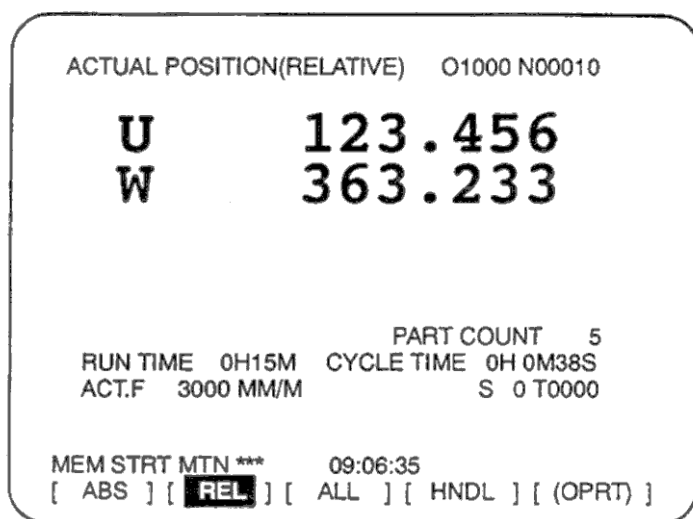 ACTUAL POSITION(RELATIVE) O1000 N00010
U 123.456
W 363.233
PART COUNT 5
RUN TIME 0H15M CYCLE TIME 0H 0M38S
ACT.F 3000 MM/M S 0 T0000
MEM STRT MTN *** 09:06:35
[ ABS ] [ REL ] [ ALL ] [ HNDL ] [ (OPRT) ]